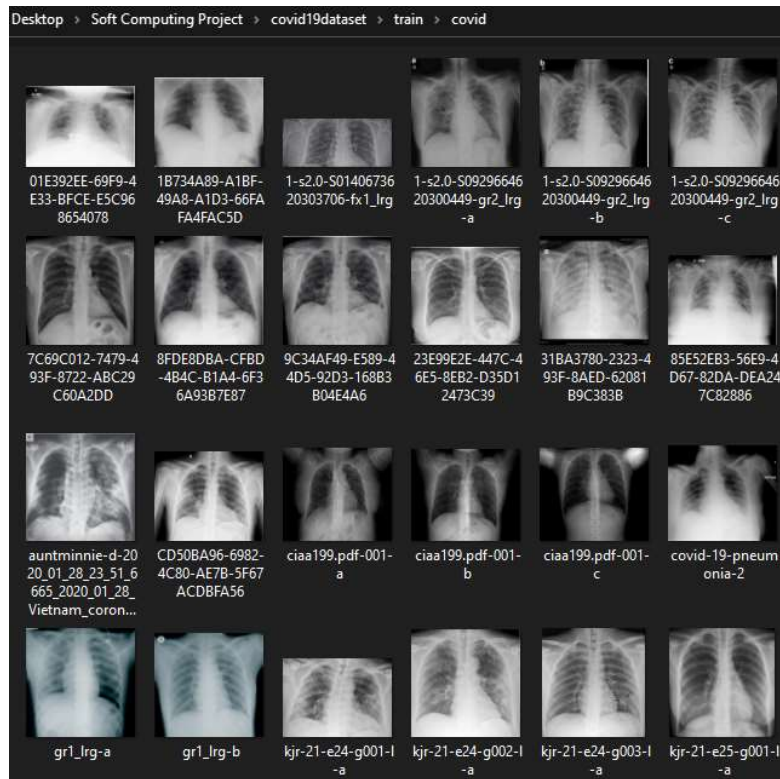 Desktop > Soft Computing Project > covid19dataset > train > covid
01E392EE-69F9-4
E33-BFCE-E5C96
8654078
1B734A89-A1BF-
49A8-A1D3-66FA
FA4FAC5D
1-s2.0-S01406736
20303706-fx1_lrg
1-s2.0-S09296646
20300449-gr2_lrg
-a
1-s2.0-S09296646
20300449-gr2_lrg
-b
1-s2.0-S09296646
20300449-gr2_lrg
-c
7C69C012-7479-4
93F-8722-ABC29
C60A2DD
8FDE8DBA-CFBD
-4B4C-B1A4-6F3
6A93B7E87
9C34AF49-E589-4
4D5-92D3-168B3
B04E4A6
23E99E2E-447C-4
6E5-8EB2-D35D1
2473C39
31BA3780-2323-4
93F-8AED-62081
B9C383B
85E52EB3-56E9-4
D67-82DA-DEA24
7C82886
auntminnie-d-20
20_01_28_23_51_6
665_2020_01_28_
Vietnam_coron...
CD50BA96-6982-
4C80-AE7B-5F67
ACDBFA56
ciaa199.pdf-001-
a
ciaa199.pdf-001-
b
ciaa199.pdf-001-
c
covid-19-pneum
onia-2
gr1_lrg-a
gr1_lrg-b
kjr-21-e24-g001-l
-a
kjr-21-e24-g002-l
-a
kjr-21-e24-g003-l
-a
kjr-21-e25-g001-l
-a